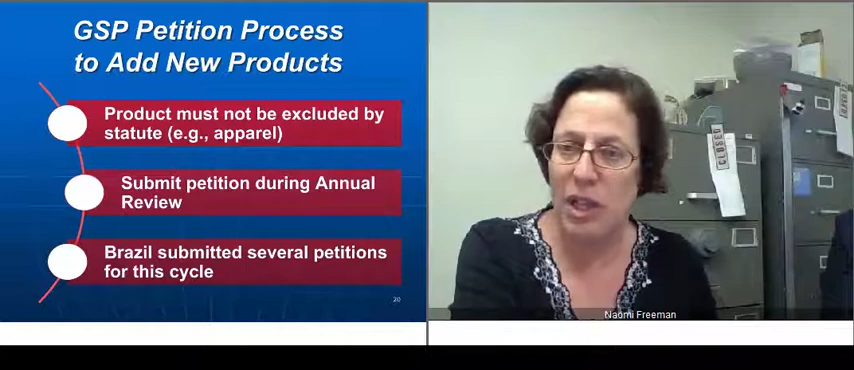 GSP Petition Process
to Add New Products
Product must not be excluded by
statute (e.g., apparel)
Submit petition during Annual
Review
Brazil submitted several petitions
for this cycle
20
CLOSED
Naomi Freeman